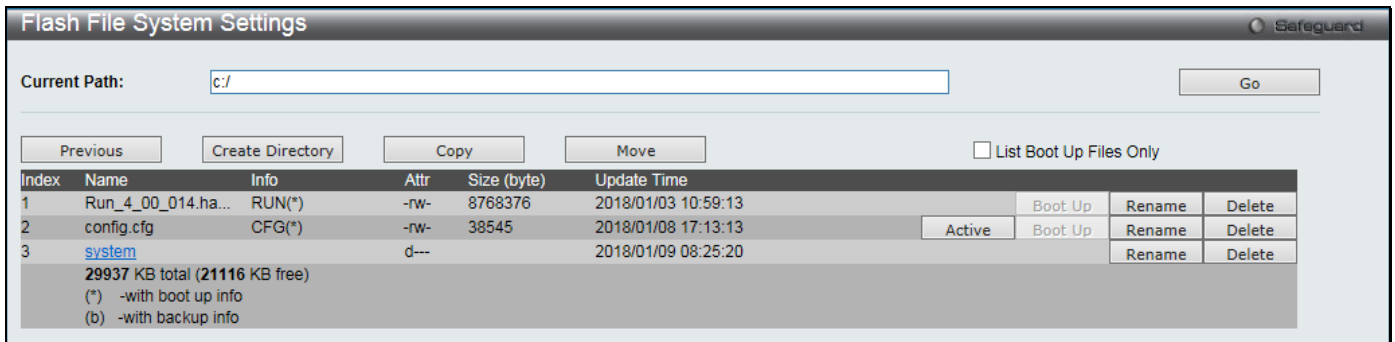 Flash File System Settings Safeguard
Current Path: c:/ Go
Previous Create Directory Copy Move List Boot Up Files Only
Index Name Info Attr Size (byte) Update Time
1 Run_4_00_014.ha... RUN(*) -rw- 8768376 2018/01/03 10:59:13 Boot Up Rename Delete
2 config.cfg CFG(*) -rw- 38545 2018/01/08 17:13:13 Active Boot Up Rename Delete
3 system d--- 2018/01/09 08:25:20 Rename Delete
29937 KB total (21116 KB free)
(*) -with boot up info
(b) -with backup info